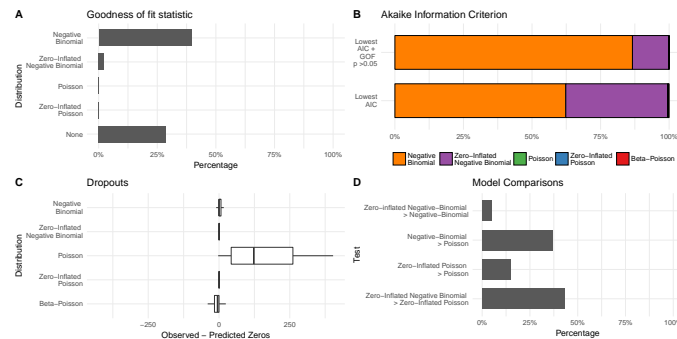 A
Goodness of fit statistic
Negative
Binomial
Zero−Inflated
Negative Binomial
Poisson
Zero−Inflated
Poisson
None
Distribution
0%
25%
50%
75%
100%
Percentage
B
Akaike Information Criterion
Lowest
AIC +
GOF
p >0.05
Lowest
AIC
0%
25%
50%
75%
100%
Negative
Binomial
Zero−Inflated
Negative Binomial
Poisson
Zero−Inflated
Poisson
Beta−Poisson
C
Dropouts
Negative
Binomial
Zero−Inflated
Negative Binomial
Poisson
Zero−Inflated
Poisson
Beta−Poisson
Distribution
−250
0
250
Observed − Predicted Zeros
D
Model Comparisons
Zero−inflated Negative−Binomial
> Negative−Binomial
Negative−Binomial
> Poisson
Zero−Inflated Poisson
> Poisson
Zero−Inflated Negative Binomial
> Zero−Inflated Poisson
Test
0%
25%
50%
75%
100%
Percentage